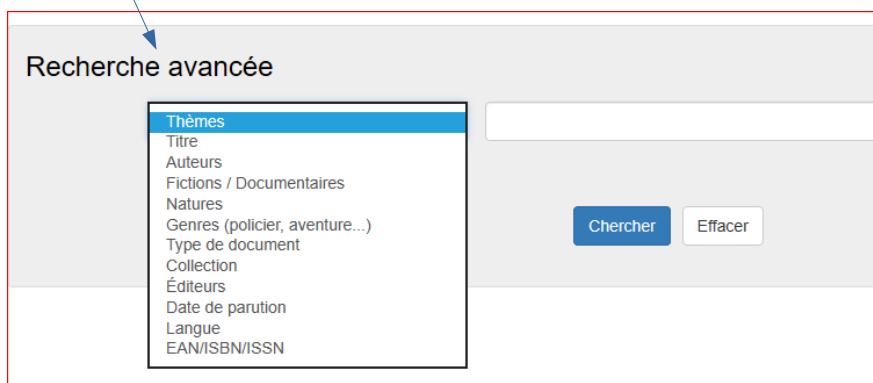 Recherche avancée
Thèmes
Titre
Auteurs
Fictions / Documentaires
Natures
Genres (policier, aventure...)
Type de document
Collection
Éditeurs
Date de parution
Langue
EAN/ISBN/ISSN
Chercher Effacer